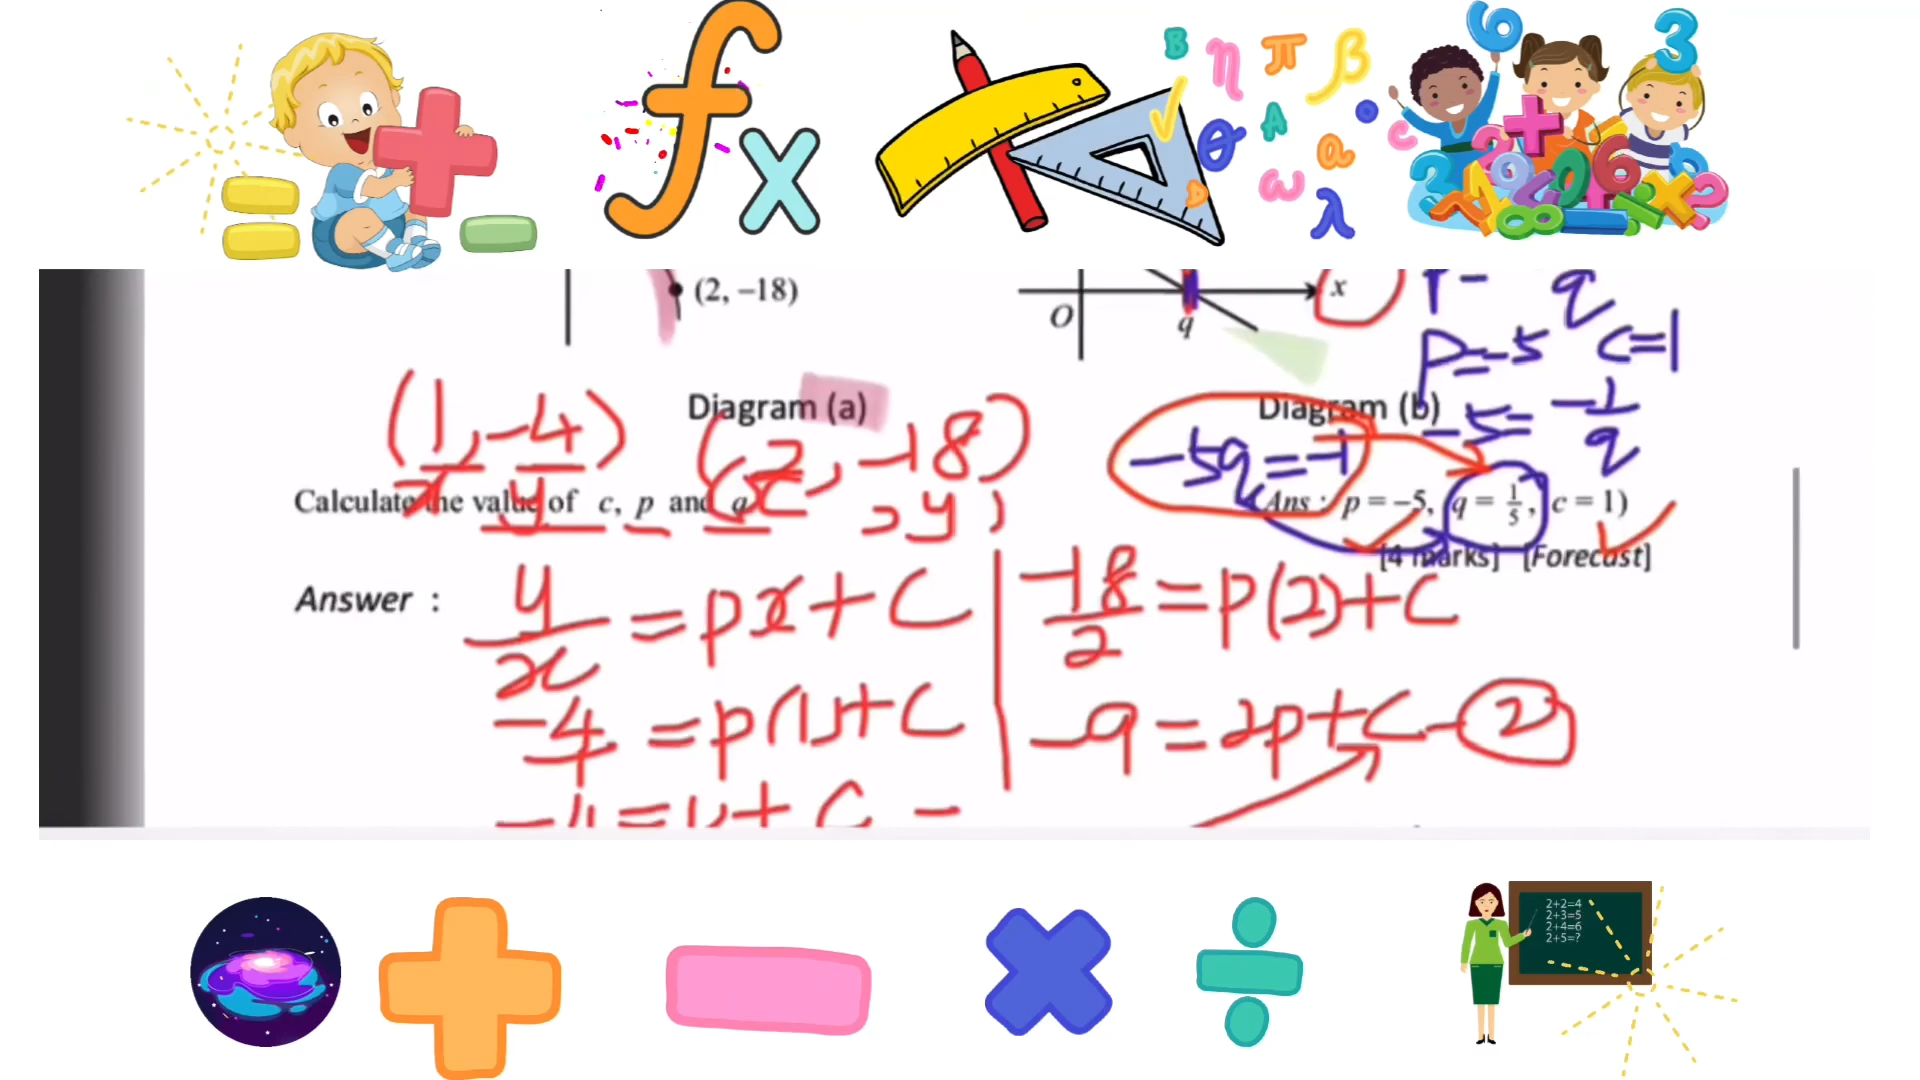 (2, –18)
O
q
x
P=-5 C=1
-5=-1/q
Diagram (a)
Diagram (b)
(1,-4)
(2,-18)
x y
x, y
-5q=-1
Calculate the value of c, p and q
(Ans : p = –5, q = 1/5, c = 1)
[4 marks] [Forecast]
Answer :
y/x = px + C
-18/2 = P(2)+C
-4 = p(1)+C
-9 = 2p+C - 2
2+2=4
2+3=5
2+4=6
2+5=?